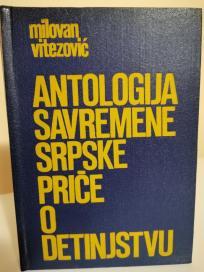 milovan
vitezović
ANTOLOGIJA
SAVREMENE
SRPSKE
PRIČE
O
DETINJSTVU